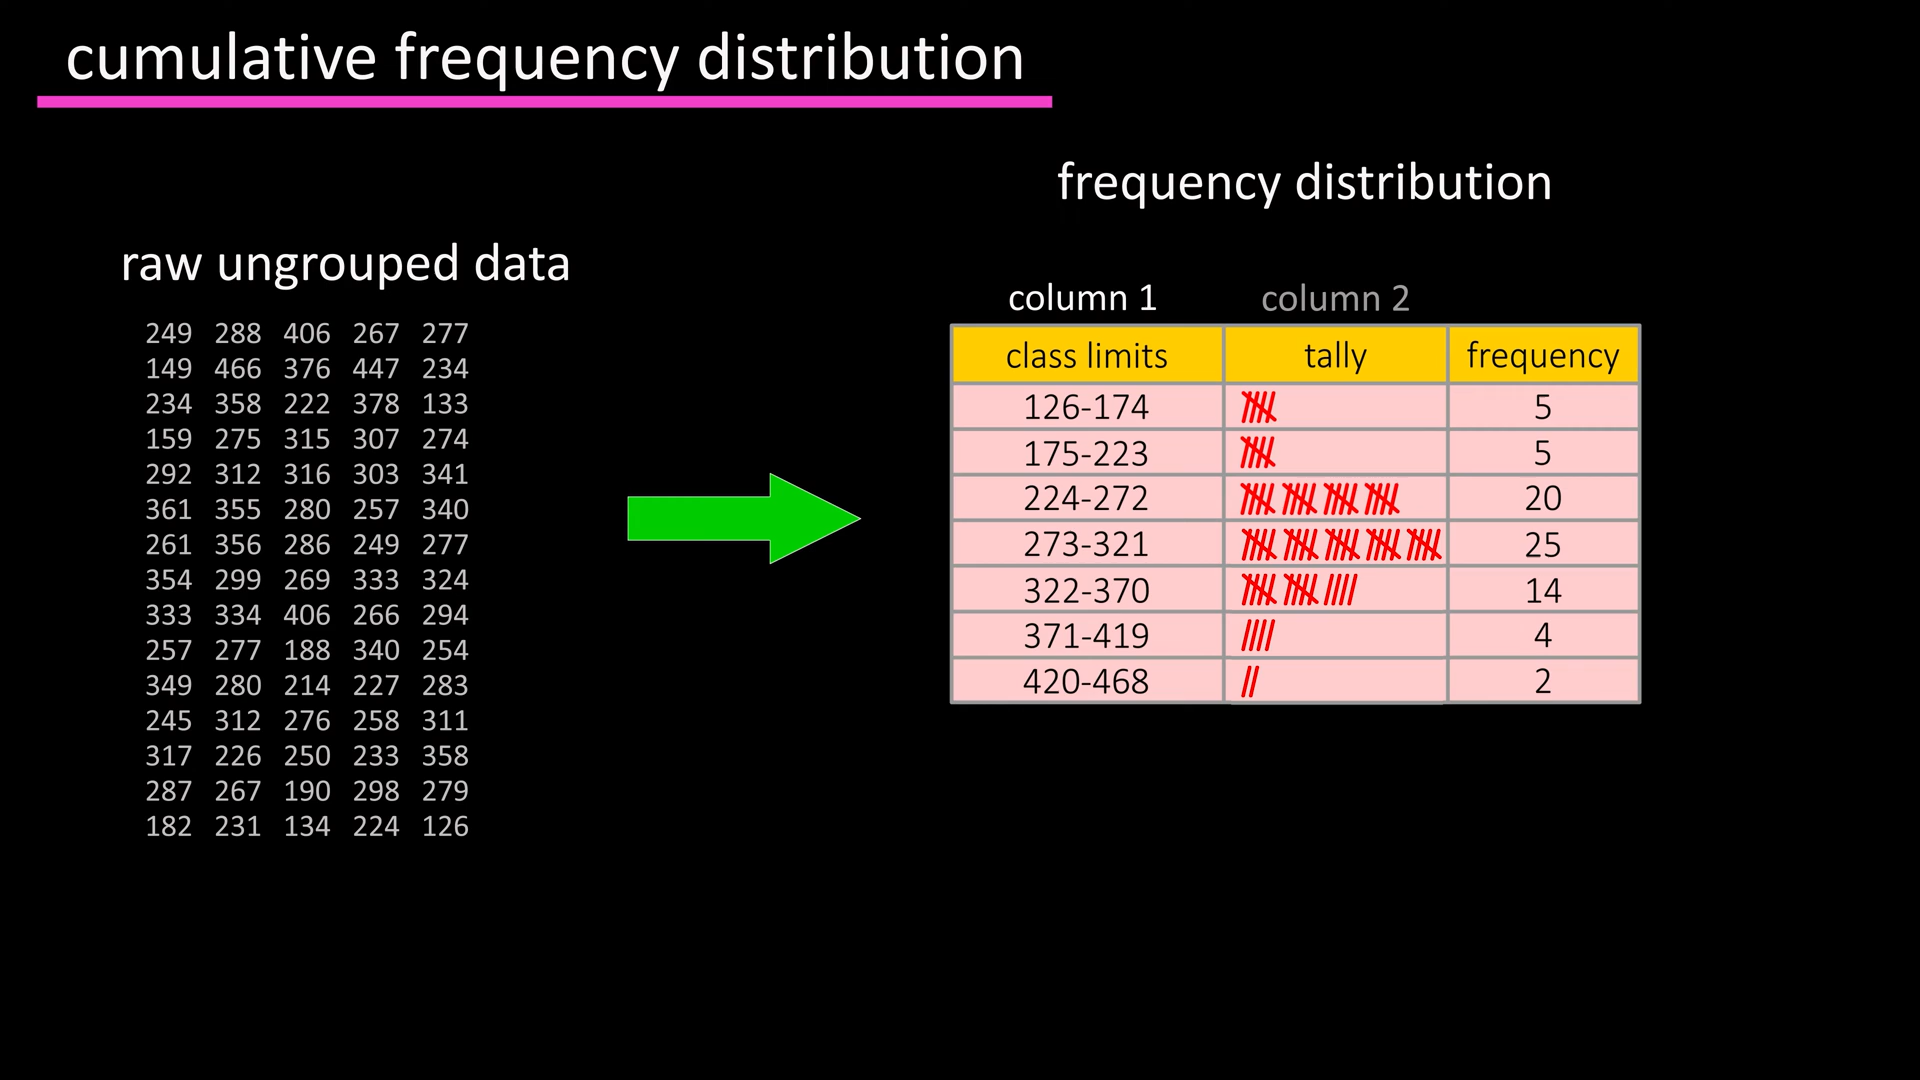 cumulative frequency distribution
frequency distribution
raw ungrouped data
249 288 406 267 277
149 466 376 447 234
234 358 222 378 133
159 275 315 307 274
292 312 316 303 341
361 355 280 257 340
261 356 286 249 277
354 299 269 333 324
333 334 406 266 294
257 277 188 340 254
349 280 214 227 283
245 312 276 258 311
317 226 250 233 358
287 267 190 298 279
182 231 134 224 126
column 1 column 2
class limits tally frequency
126-174 5
175-223 5
224-272 20
273-321 25
322-370 14
371-419 4
420-468 2